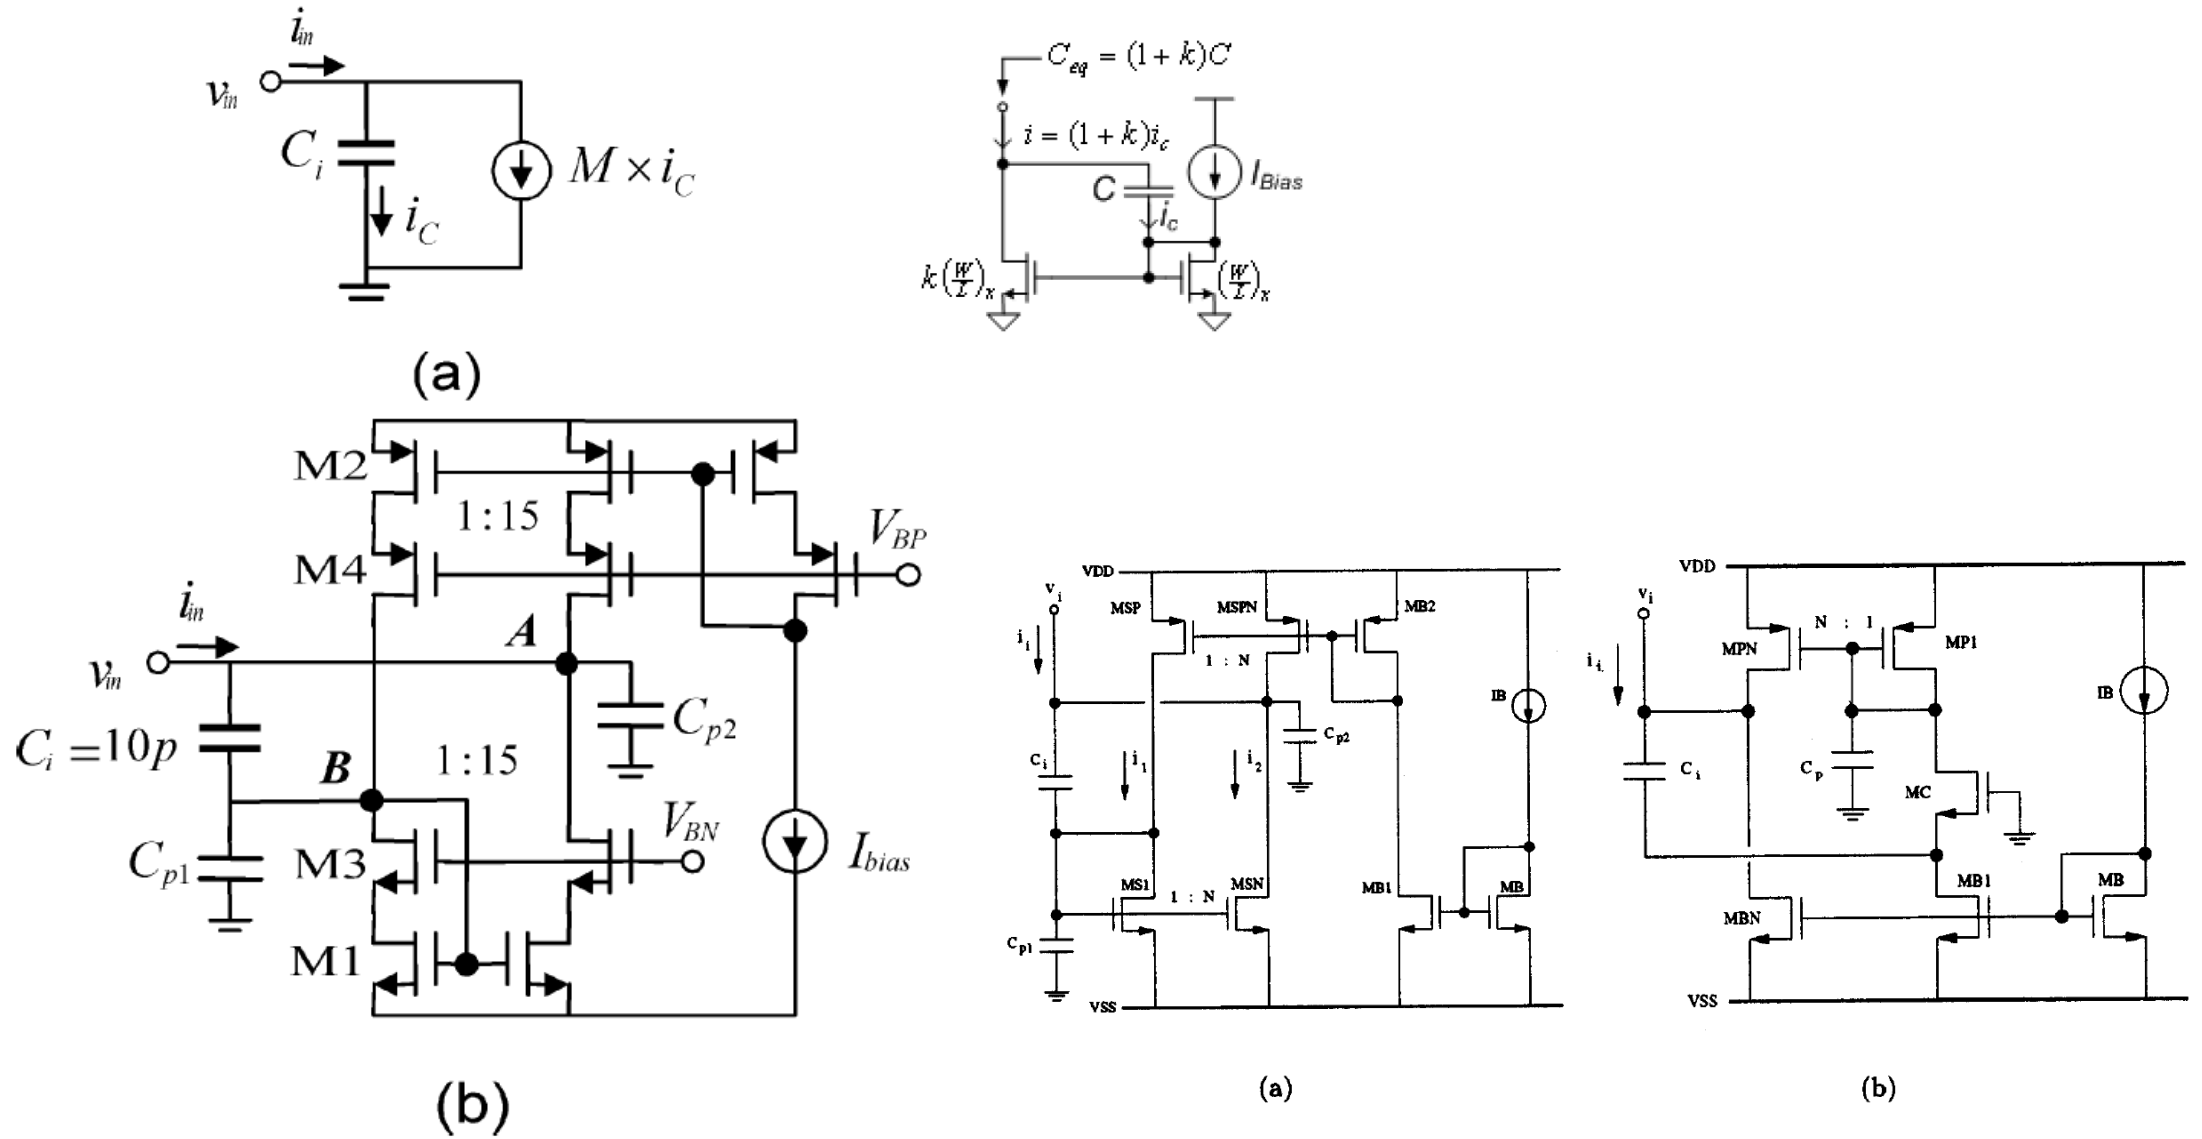 i_in
v_in
C_i
i_C
M × i_C
(a)
C_eq = (1 + k)C
i = (1 + k)i_c
C
i_c
I_Bias
k(W/L)_x
(W/L)_x
M2
1:15
M4
V_BP
i_in
A
v_in
C_p2
C_i =10p
B
1:15
V_BN
C_p1
M3
I_bias
M1
(b)
VDD
v_i
MSP
MSPN
MB2
i_i
1 : N
IB
C_p2
C_i
i_1
i_2
MS1
1 : N
MSN
MB1
MB
C_p1
VSS
(a)
VDD
v_i
N : 1
MPN
MP1
i_i
IB
C_i
C_p
MC
MB1
MB
MBN
VSS
(b)